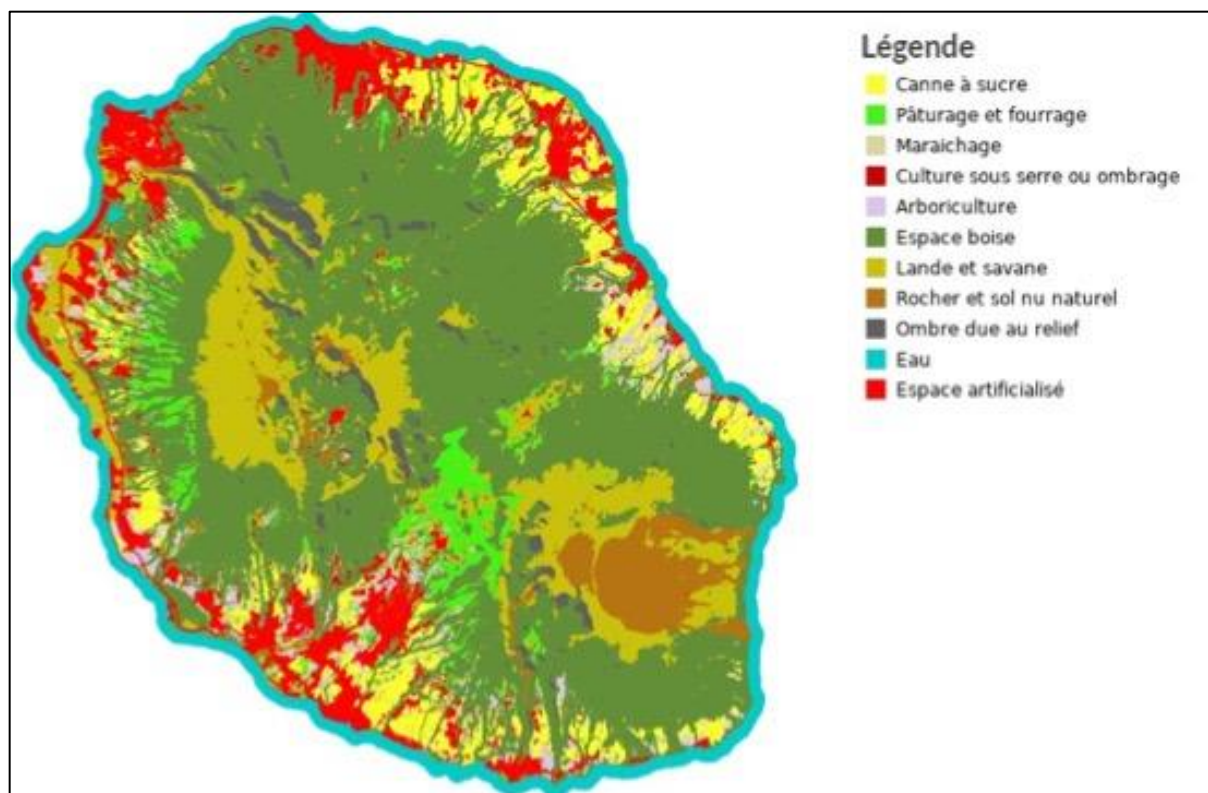 Légende
Canne à sucre
Pâturage et fourrage
Maraichage
Culture sous serre ou ombrage
Arboriculture
Espace boise
Lande et savane
Rocher et sol nu naturel
Ombre due au relief
Eau
Espace artificialisé